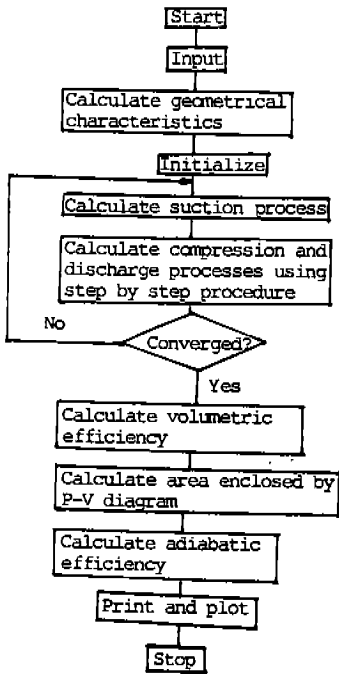 Start
Input
Calculate geometrical
characteristics
Initialize
Calculate suction process
Calculate compression and
discharge processes using
step by step procedure
No
Converged?
Yes
Calculate volumetric
efficiency
Calculate area enclosed by
P-V diagram
Calculate adiabatic
efficiency
Print and plot
Stop